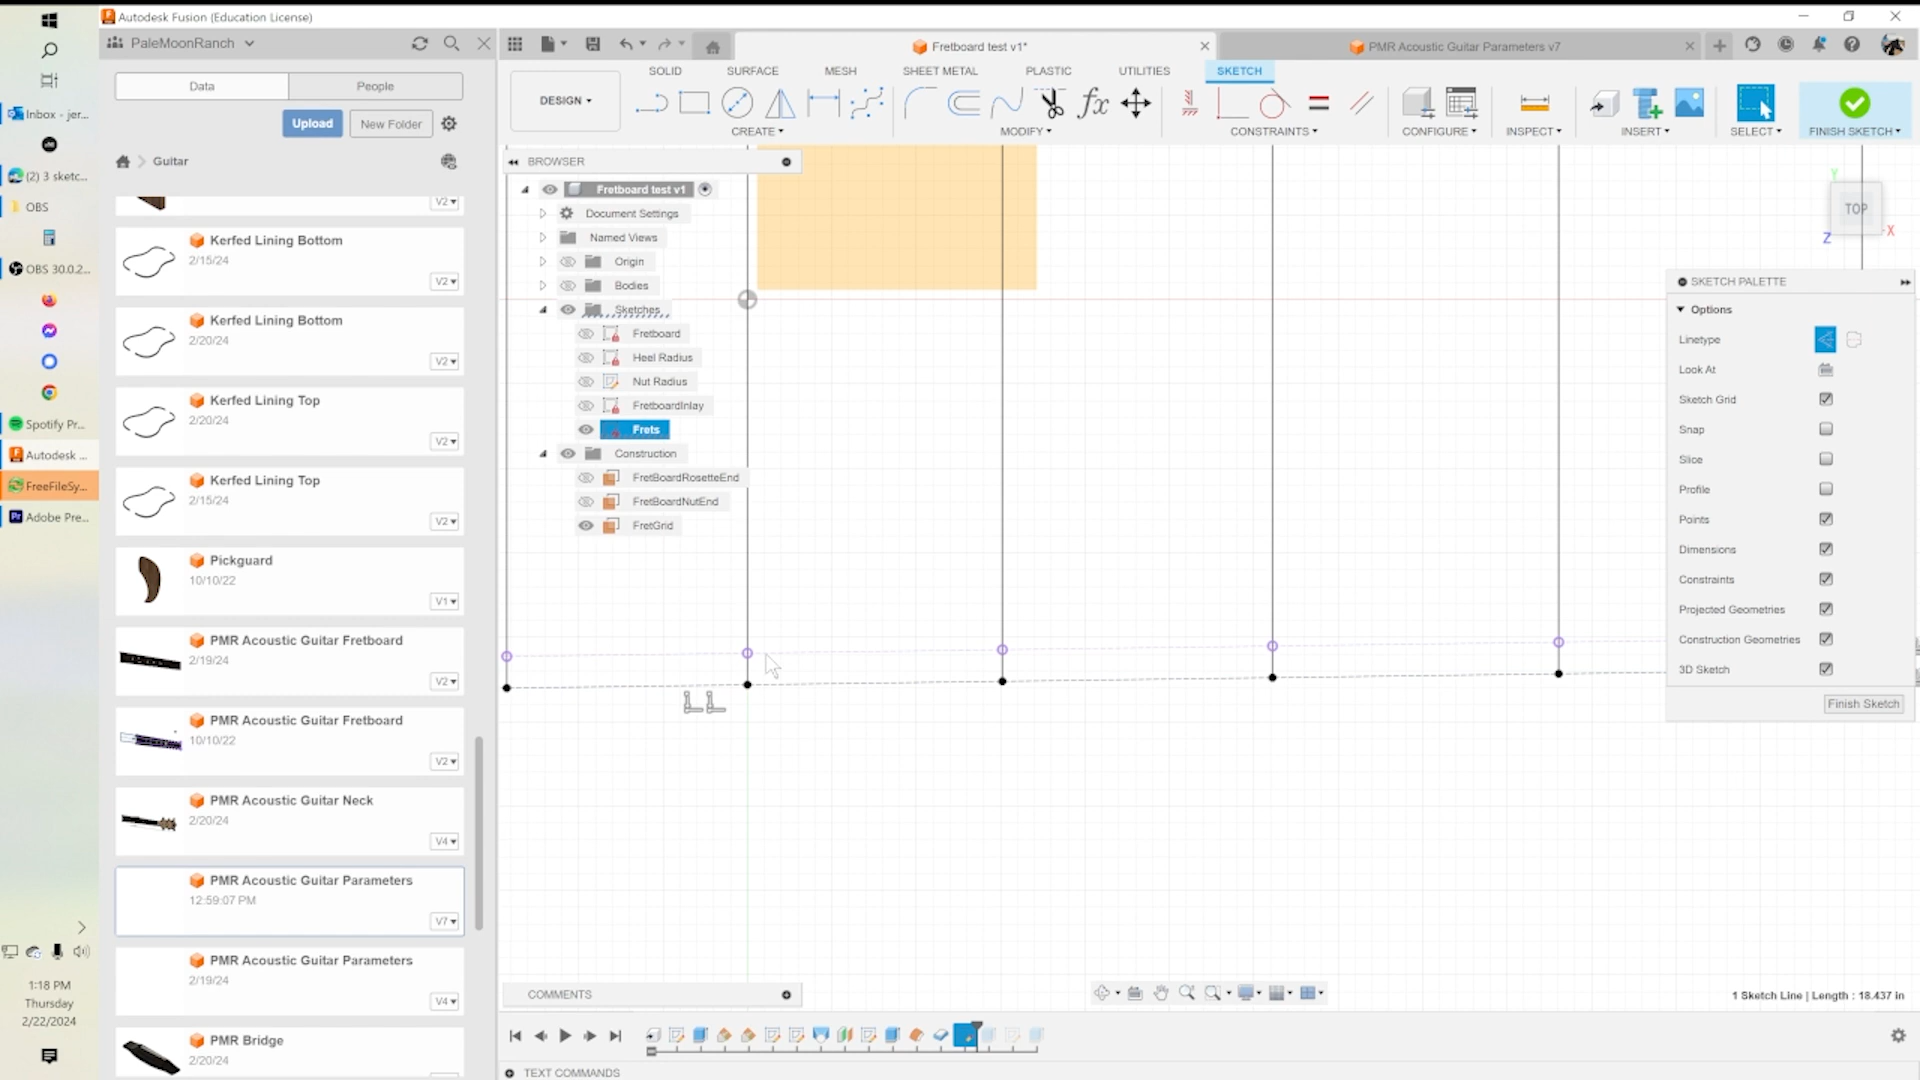 Autodesk Fusion (Education License)
PaleMoonRanch
Fretboard test v1*
PMR Acoustic Guitar Parameters v7
SOLID
SURFACE
MESH
SHEET METAL
PLASTIC
UTILITIES
SKETCH
Data
People
DESIGN
Upload
New Folder
CREATE
MODIFY
CONSTRAINTS
CONFIGURE
INSPECT
INSERT
SELECT
FINISH SKETCH
Inbox - jer...
(2) 3 sketc...
OBS
OBS 30.0.2...
Spotify Pr...
Autodesk ...
FreeFileSy...
Adobe Pre...
1:18 PM
Thursday
2/22/2024
Guitar
V2
Kerfed Lining Bottom
2/15/24
V2
Kerfed Lining Bottom
2/20/24
V2
Kerfed Lining Top
2/20/24
V2
Kerfed Lining Top
2/15/24
V2
Pickguard
10/10/22
V1
PMR Acoustic Guitar Fretboard
2/19/24
V2
PMR Acoustic Guitar Fretboard
10/10/22
V2
PMR Acoustic Guitar Neck
2/20/24
V4
PMR Acoustic Guitar Parameters
12:59:07 PM
V7
PMR Acoustic Guitar Parameters
2/19/24
V4
PMR Bridge
2/20/24
BROWSER
Fretboard test v1
Document Settings
Named Views
Origin
Bodies
Sketches
Fretboard
Heel Radius
Nut Radius
FretboardInlay
Frets
Construction
FretBoardRosetteEnd
FretBoardNutEnd
FretGrid
Y
TOP
Z
X
SKETCH PALETTE
Options
Linetype
Look At
Sketch Grid
Snap
Slice
Profile
Points
Dimensions
Constraints
Projected Geometries
Construction Geometries
3D Sketch
Finish Sketch
COMMENTS
1 Sketch Line | Length : 18.437 in
TEXT COMMANDS